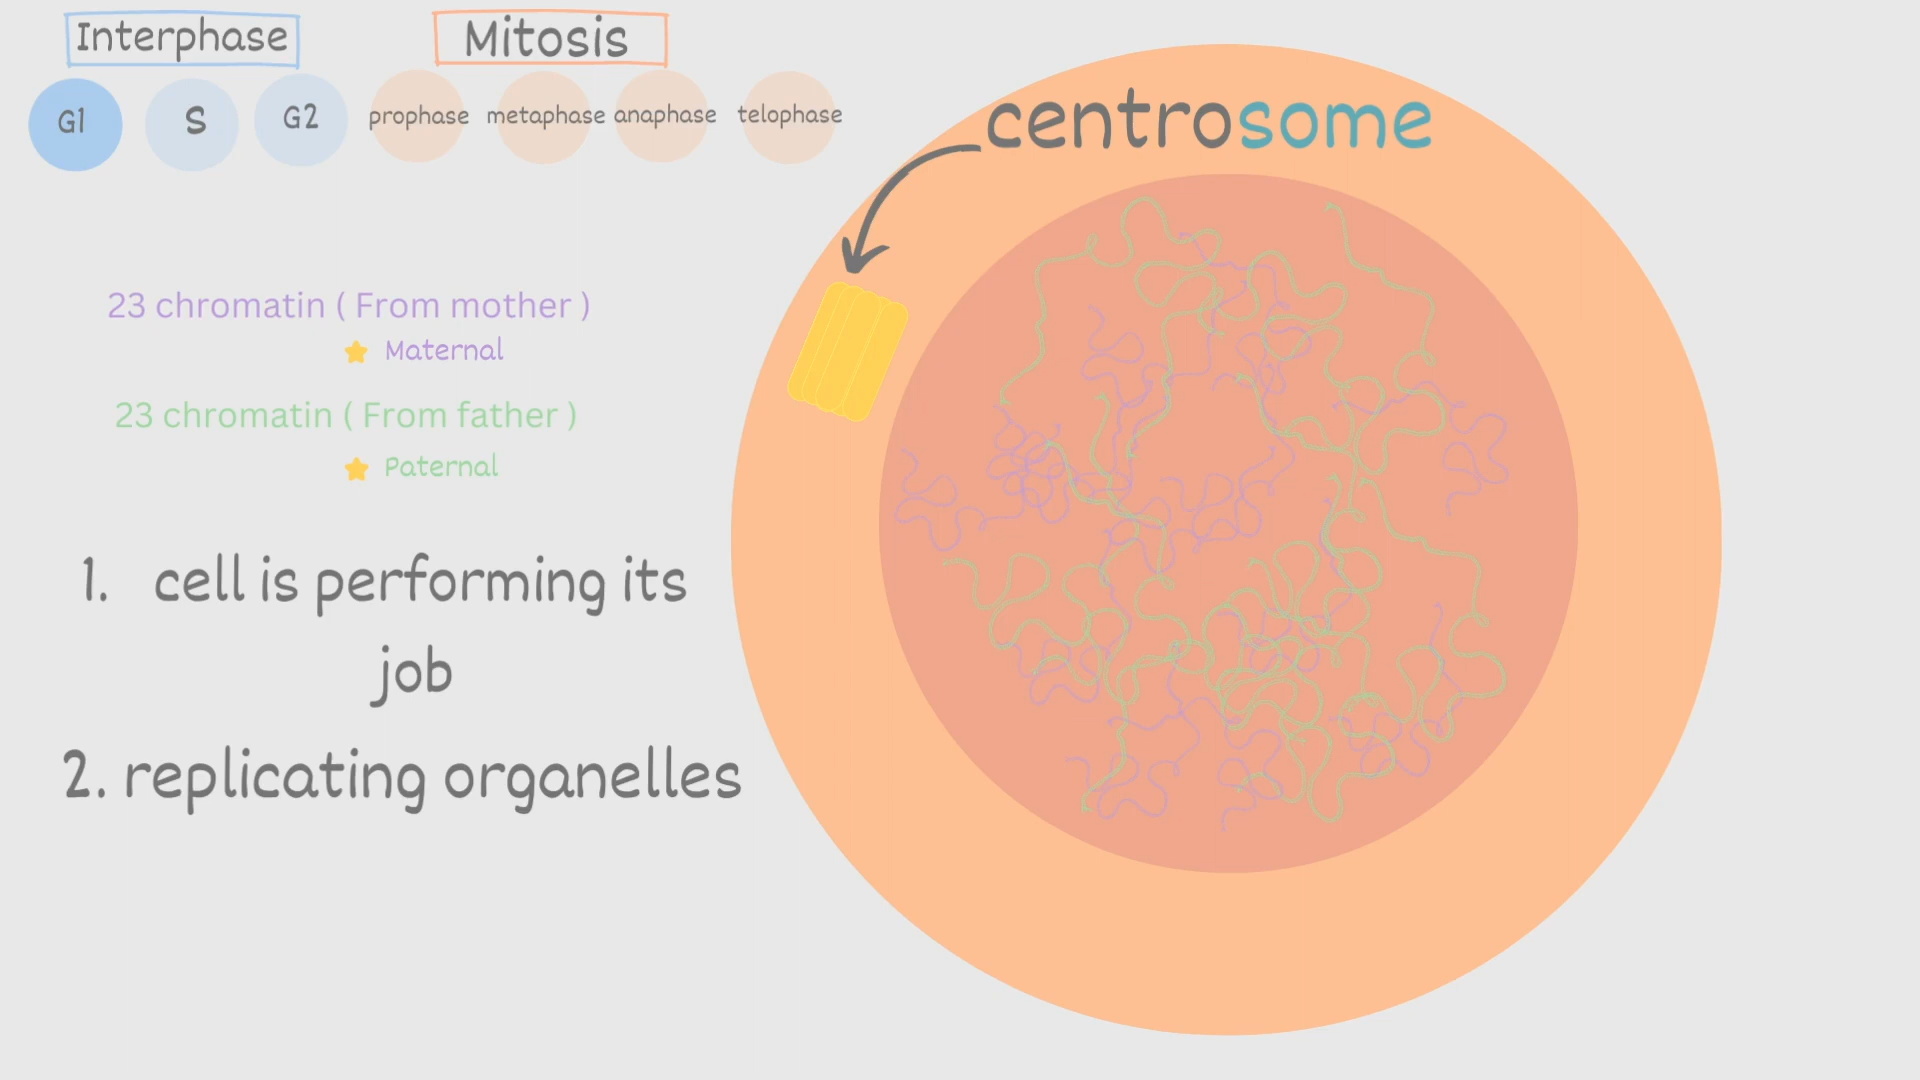 Interphase
Mitosis
G1
S
G2
prophase
metaphase
anaphase
telophase
centrosome
23 chromatin ( From mother )
Maternal
23 chromatin ( From father )
Paternal
1. cell is performing its
job
2. replicating organelles